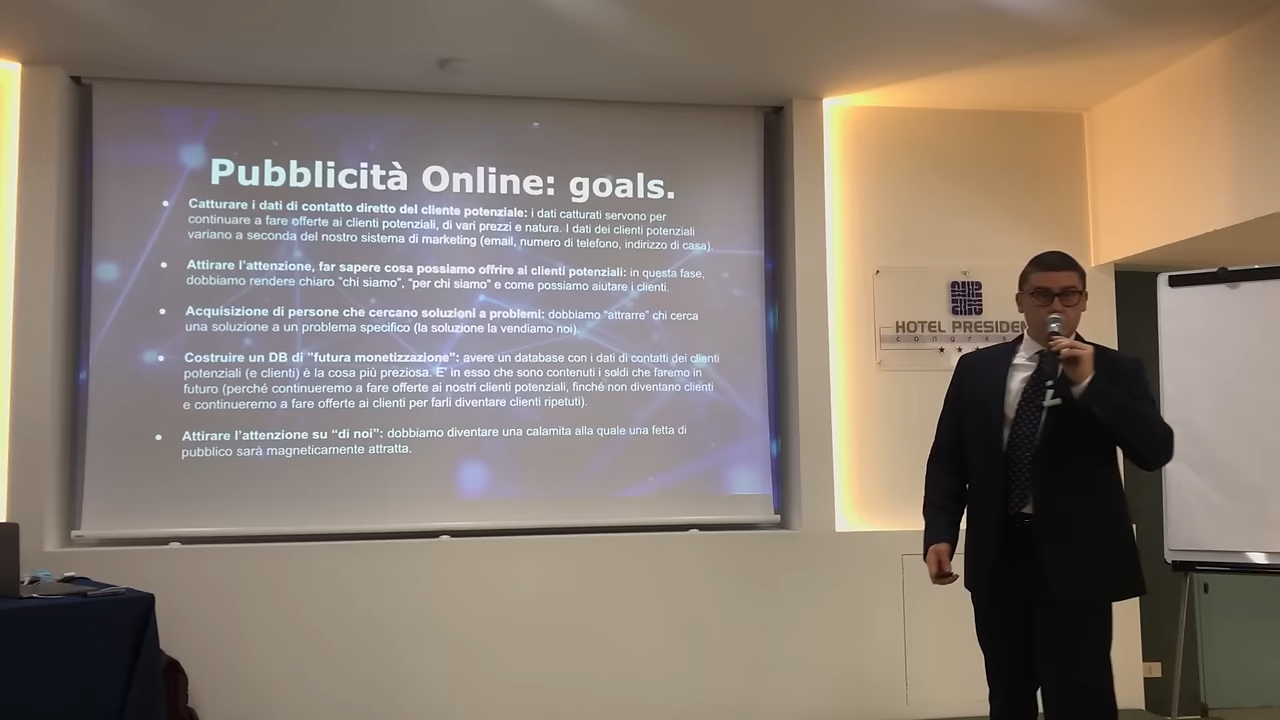 Pubblicità Online: goals.
• Catturare i dati di contatto diretto del cliente potenziale: i dati catturati servono per
continuare a fare offerte ai clienti potenziali, di vari prezzi e natura. I dati dei clienti potenziali
variano a seconda del nostro sistema di marketing (email, numero di telefono, indirizzo di casa)
• Attirare l'attenzione, far sapere cosa possiamo offrire ai clienti potenziali: in questa fase,
dobbiamo rendere chiaro "chi siamo", "per chi siamo" e come possiamo aiutare i clienti.
• Acquisizione di persone che cercano soluzioni a problemi: dobbiamo "attrarre" chi cerca
una soluzione a un problema specifico (la soluzione la vendiamo noi).
• Costruire un DB di "futura monetizzazione": avere un database con i dati di contatti dei clienti
potenziali (e clienti) è la cosa più preziosa. E' in esso che sono contenuti i soldi che faremo in
futuro (perché continueremo a fare offerte ai nostri clienti potenziali, finché non diventano clienti
e continueremo a fare offerte ai clienti per farli diventare clienti ripetuti).
• Attirare l'attenzione su "di noi": dobbiamo diventare una calamita alla quale una fetta di
pubblico sarà magneticamente attratta.
HOTEL PRESIDEN
congres